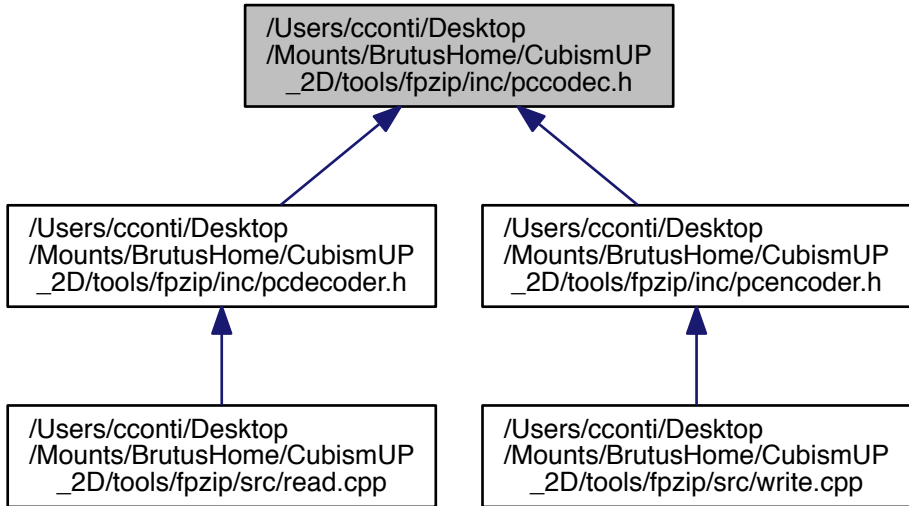 /Users/cconti/Desktop
/Mounts/BrutusHome/CubismUP
_2D/tools/fpzip/inc/pccodec.h
/Users/cconti/Desktop
/Mounts/BrutusHome/CubismUP
_2D/tools/fpzip/inc/pcdecoder.h
/Users/cconti/Desktop
/Mounts/BrutusHome/CubismUP
_2D/tools/fpzip/inc/pcencoder.h
/Users/cconti/Desktop
/Mounts/BrutusHome/CubismUP
_2D/tools/fpzip/src/read.cpp
/Users/cconti/Desktop
/Mounts/BrutusHome/CubismUP
_2D/tools/fpzip/src/write.cpp